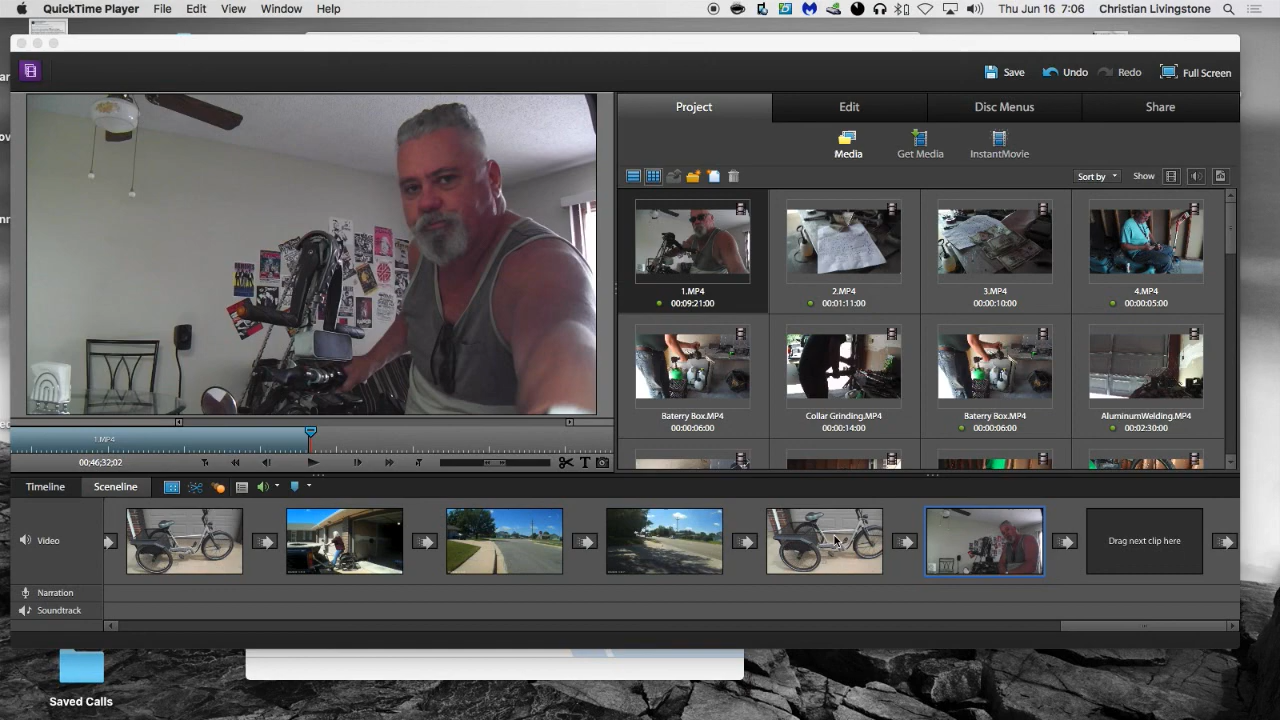 QuickTime Player File Edit View Window Help Thu Jun 16 7:06 Christian Livingstone
Save Undo Redo Full Screen
Project Edit Disc Menus Share
Media Get Media InstantMovie
Sort by Show
1.MP4 2.MP4 3.MP4 4.MP4
00:09:21:00 00:01:11:00 00:00:10:00 00:00:05:00
Baterry Box.MP4 Collar Grinding.MP4 Baterry Box.MP4 AluminumWelding.MP4
00:00:06:00 00:00:14:00 00:00:06:00 00:02:30:00
1.MP4
00;46;32;02
T
Timeline Sceneline
Video
Drag next clip here
Narration
Soundtrack
Saved Calls